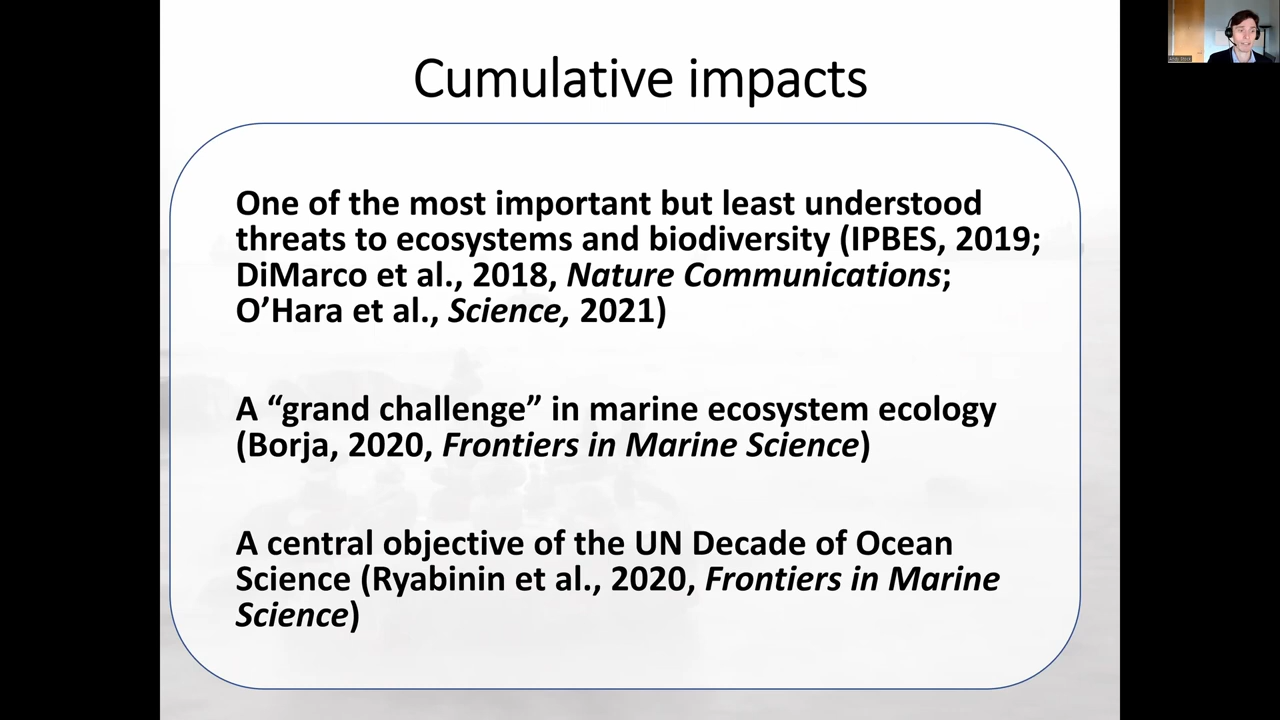 Cumulative impacts
One of the most important but least understood
threats to ecosystems and biodiversity (IPBES, 2019;
DiMarco et al., 2018, Nature Communications;
O’Hara et al., Science, 2021)
A “grand challenge” in marine ecosystem ecology
(Borja, 2020, Frontiers in Marine Science)
A central objective of the UN Decade of Ocean
Science (Ryabinin et al., 2020, Frontiers in Marine
Science)